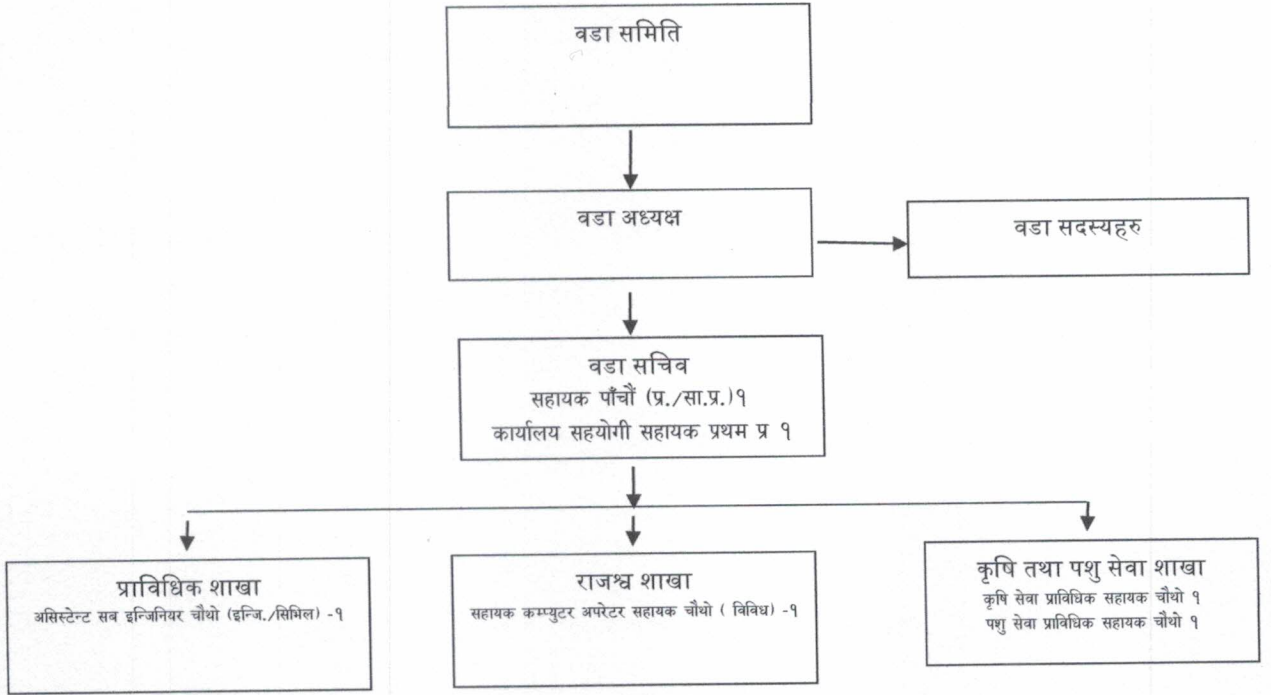 वडा समिति
वडा अध्यक्ष
वडा सदस्यहरु
वडा सचिव
सहायक पाँचौं (प्र./सा.प्र.)१
कार्यालय सहयोगी सहायक प्रथम प्र १
प्राविधिक शाखा
असिस्टेन्ट सब इन्जिनियर चौथो (इन्जि./सिभिल) -१
राजश्व शाखा
सहायक कम्प्युटर अपरेटर सहायक चौथो ( विविध) -१
कृषि तथा पशु सेवा शाखा
कृषि सेवा प्राविधिक सहायक चौथो १
पशु सेवा प्राविधिक सहायक चौथो १